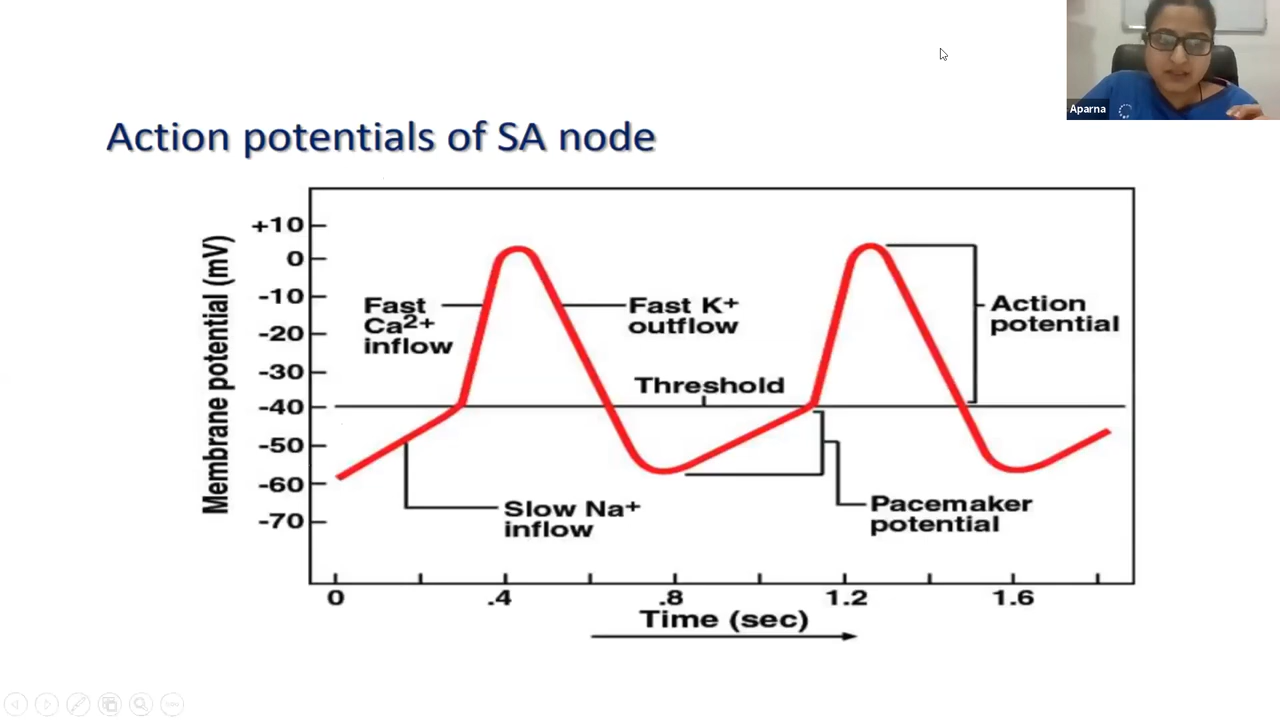 Aparna
Action potentials of SA node
Membrane potential (mV)
+10
0
-10
-20
-30
-40
-50
-60
-70
Fast
Ca2+
inflow
Fast K+
outflow
Action
potential
Threshold
Slow Na+
inflow
Pacemaker
potential
0 .4 .8 1.2 1.6
Time (sec)